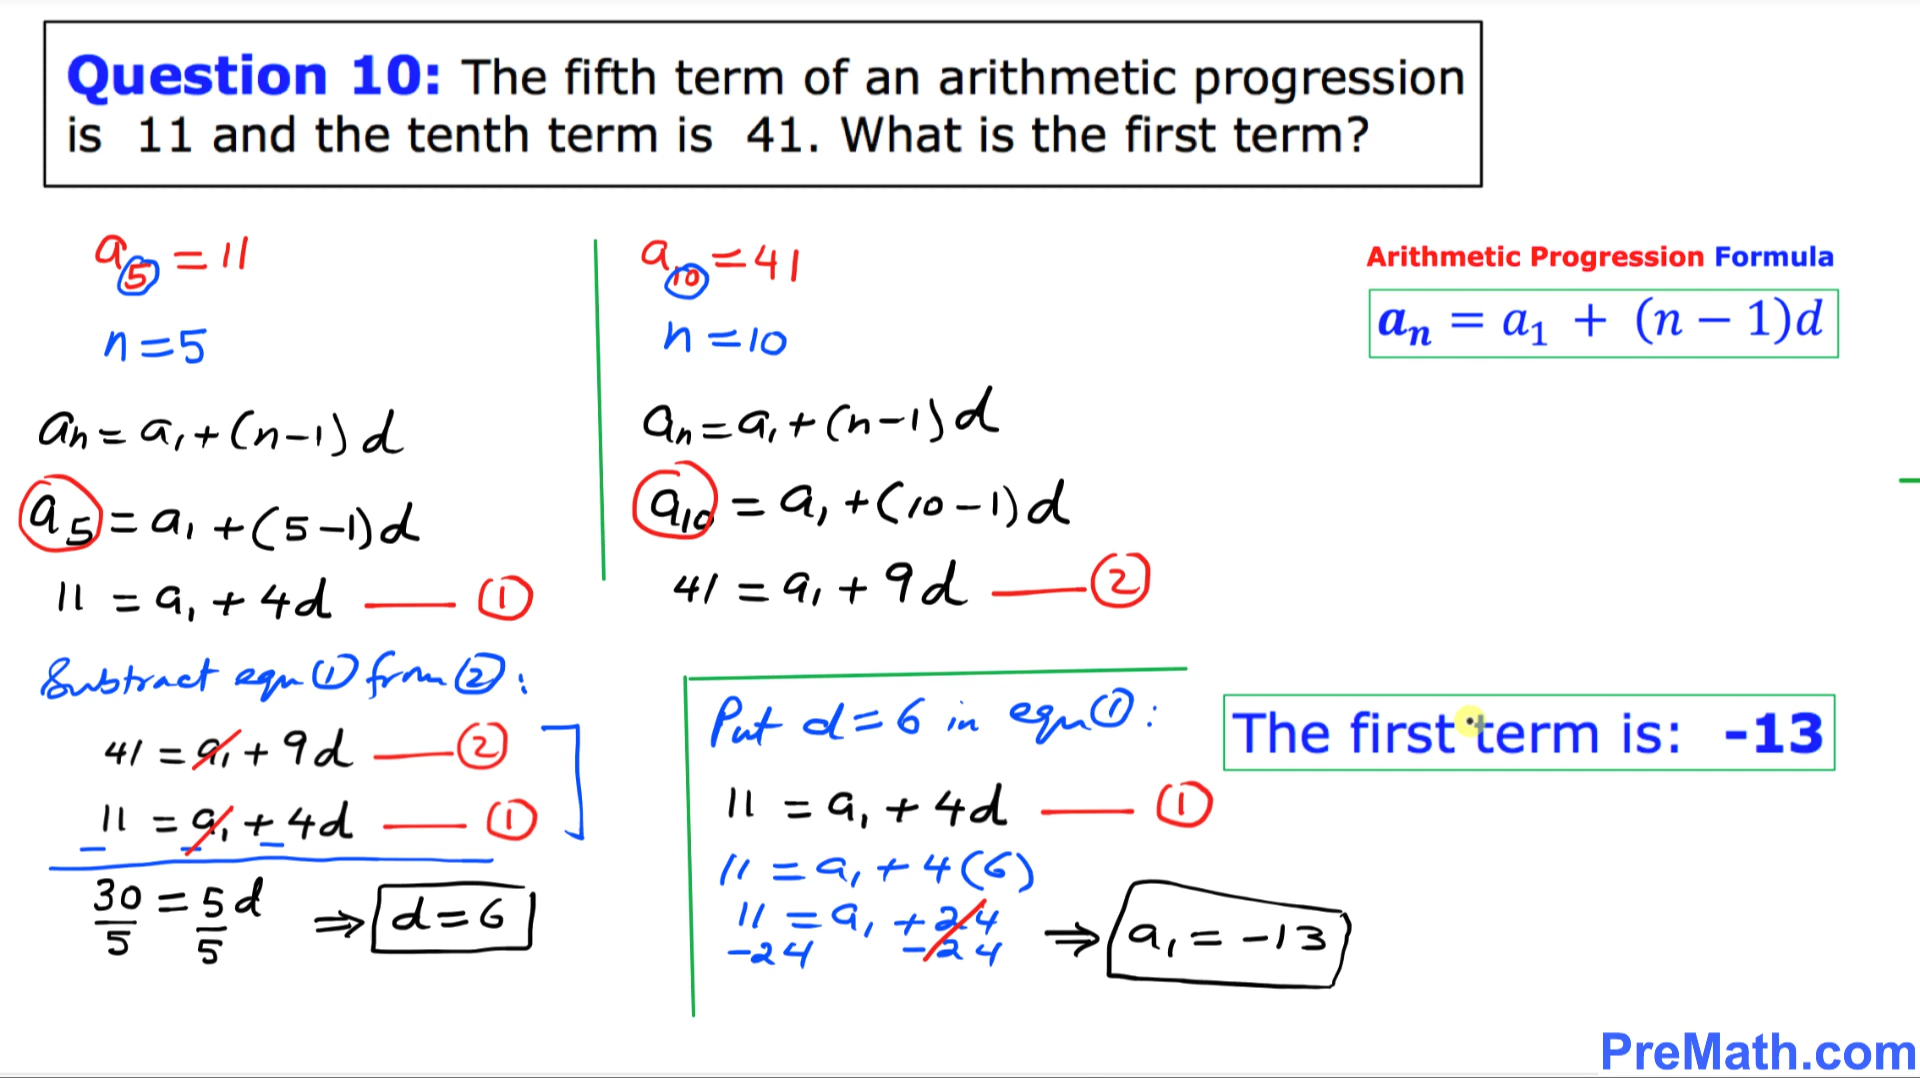 Question 10: The fifth term of an arithmetic progression
is 11 and the tenth term is 41. What is the first term?
a₅ = 11
n = 5
aₙ = a₁ + (n-1) d
a₅ = a₁ + (5-1)d
11 = a₁ + 4d —— ①
Subtract eqn ① from ②:
41 = a₁ + 9d —— ②
11 = a₁ + 4d —— ①
- - -
30/5 = 5d/5 ⇒ d = 6
a₁₀ = 41
n = 10
aₙ = a₁ + (n-1) d
a₁₀ = a₁ + (10-1) d
41 = a₁ + 9d —— ②
Put d = 6 in eqn ①:
11 = a₁ + 4d —— ①
11 = a₁ + 4(6)
11 = a₁ + 24
-24 -24 ⇒ a₁ = -13
Arithmetic Progression Formula
aₙ = a₁ + (n − 1)d
The first term is: -13
PreMath.com